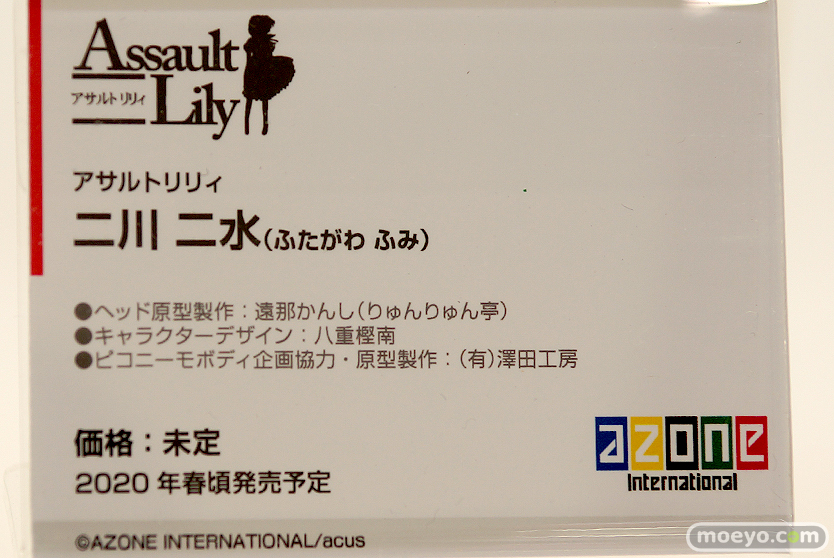 Assault
アサルトリリィ
Lily
アサルトリリィ
二川 二水(ふたがわ ふみ)
●ヘッド原型製作:遠那かんし(りゅんりゅん亭)
●キャラクターデザイン:八重樫南
●ピコニーモボディ企画協力・原型製作:(有)澤田工房
価格:未定
2020年春頃発売予定
azone
International
©AZONE INTERNATIONAL/acus
moeyo.com